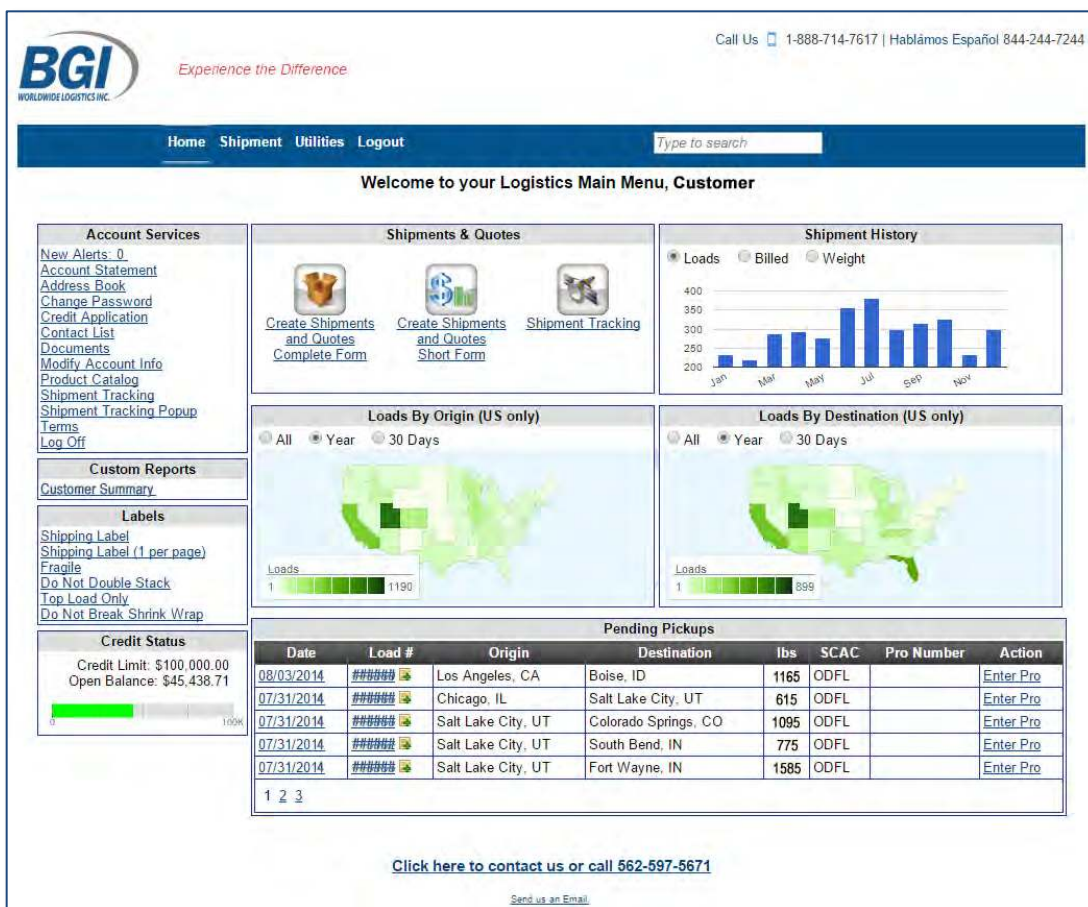 Call Us 1-888-714-7617 | Hablámos Español 844-244-7244
BGI
WORLDWIDE LOGISTICS INC.
Experience the Difference
Home Shipment Utilities Logout
Type to search
Welcome to your Logistics Main Menu, Customer
Account Services
New Alerts: 0
Account Statement
Address Book
Change Password
Credit Application
Contact List
Documents
Modify Account Info
Product Catalog
Shipment Tracking
Shipment Tracking Popup
Terms
Log Off
Custom Reports
Customer Summary
Labels
Shipping Label
Shipping Label (1 per page)
Fragile
Do Not Double Stack
Top Load Only
Do Not Break Shrink Wrap
Credit Status
Credit Limit: $100,000.00
Open Balance: $45,438.71
0 100K
Shipments & Quotes
Create Shipments
and Quotes
Complete Form
Create Shipments
and Quotes
Short Form
Shipment Tracking
Shipment History
Loads Billed Weight
400
350
300
250
200
Jan Mar May Jul Sep Nov
Loads By Origin (US only)
All Year 30 Days
Loads
1 1190
Loads By Destination (US only)
All Year 30 Days
Loads
1 899
Pending Pickups
Date Load # Origin Destination lbs SCAC Pro Number Action
08/03/2014 ###### Los Angeles, CA Boise, ID 1165 ODFL Enter Pro
07/31/2014 ###### Chicago, IL Salt Lake City, UT 615 ODFL Enter Pro
07/31/2014 ###### Salt Lake City, UT Colorado Springs, CO 1095 ODFL Enter Pro
07/31/2014 ###### Salt Lake City, UT South Bend, IN 775 ODFL Enter Pro
07/31/2014 ###### Salt Lake City, UT Fort Wayne, IN 1585 ODFL Enter Pro
1 2 3
Click here to contact us or call 562-597-5671
Send us an Email.